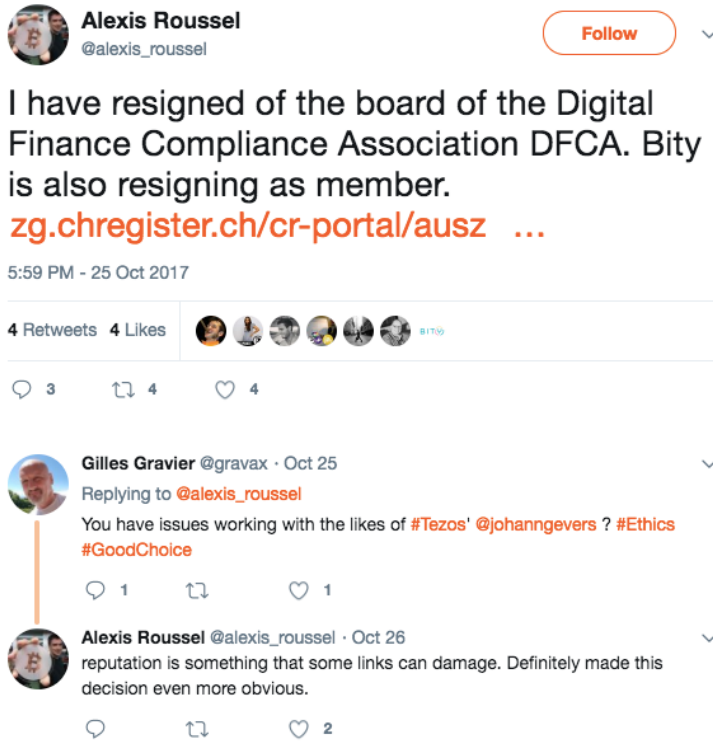 Alexis Roussel
@alexis_roussel
Follow
I have resigned of the board of the Digital
Finance Compliance Association DFCA. Bity
is also resigning as member.
zg.chregister.ch/cr-portal/ausz ...
5:59 PM - 25 Oct 2017
4 Retweets 4 Likes
BITY
3 4 4
Gilles Gravier @gravax · Oct 25
Replying to @alexis_roussel
You have issues working with the likes of #Tezos' @johanngevers ? #Ethics
#GoodChoice
1 1
Alexis Roussel @alexis_roussel · Oct 26
reputation is something that some links can damage. Definitely made this
decision even more obvious.
2